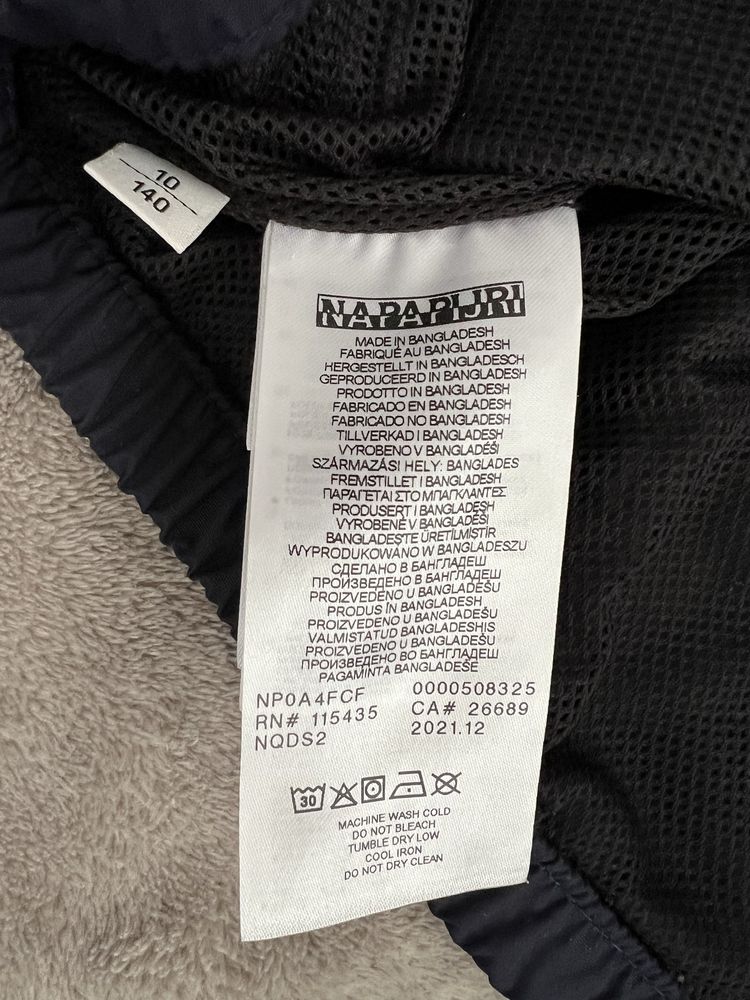 10
140
NAPAPIJRI
MADE IN BANGLADESH
FABRIQUÉ AU BANGLADESH
HERGESTELLT IN BANGLADESCH
GEPRODUCEERD IN BANGLADESH
PRODOTTO IN BANGLADESH
FABRICADO EN BANGLADESH
FABRICADO NO BANGLADESH
TILLVERKAD I BANGLADESH
VYROBENO V BANGLADÉŠI
SZÁRMAZÁSI HELY: BANGLADES
FREMSTILLET I BANGLADESH
ΠΑΡΑΓΕΤΑΙ ΣΤΟ ΜΠΑΓΚΛΑΝΤΕΣ
PRODUSERT I BANGLADESH
VYROBENÉ V BANGLADÉŠI
BANGLADEŞTE ÜRETİLMİŞTİR
WYPRODUKOWANO W BANGLADESZU
СДЕЛАНО В БАНГЛАДЕШ
ПРОИЗВЕДЕНО В БАНГЛАДЕШ
PROIZVEDENO U BANGLADEŠU
PRODUS ÎN BANGLADESH
PROIZVEDENO U BANGLADEŠU
VALMISTATUD BANGLADESHIS
PROIZVEDENO U BANGLADEŠU
ПРОИЗВЕДЕНО ВО БАНГЛАДЕШ
PAGAMINTA BANGLADEŠE
NP0A4FCF 0000508325
RN# 115435 CA# 26689
NQDS2 2021.12
30
MACHINE WASH COLD
DO NOT BLEACH
TUMBLE DRY LOW
COOL IRON
DO NOT DRY CLEAN